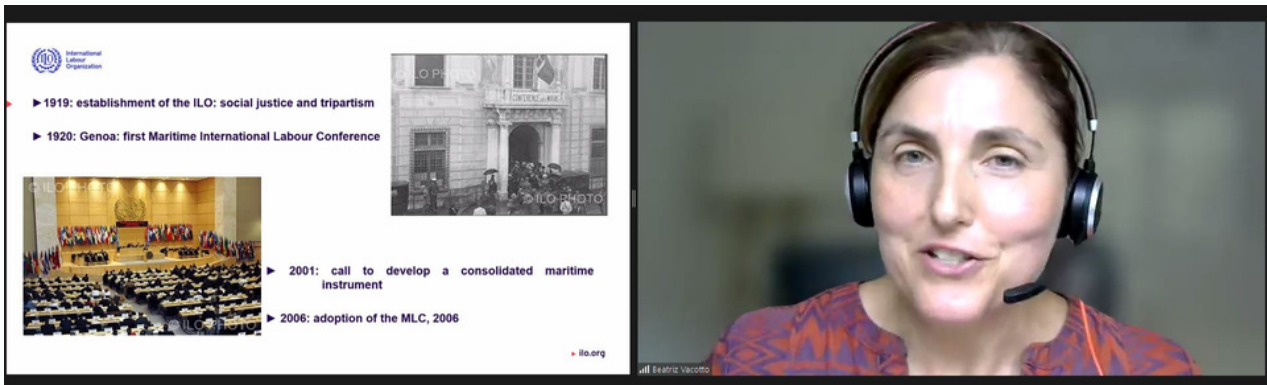 International
Labour
Organization
►1919: establishment of the ILO: social justice and tripartism
► 1920: Genoa: first Maritime International Labour Conference
© ILO PHOTO
© ILO PHOTO
© ILO PHOTO
© ILO PHOTO
► 2001: call to develop a consolidated maritime
instrument
► 2006: adoption of the MLC, 2006
ilo.org
Beatriz Vacotto